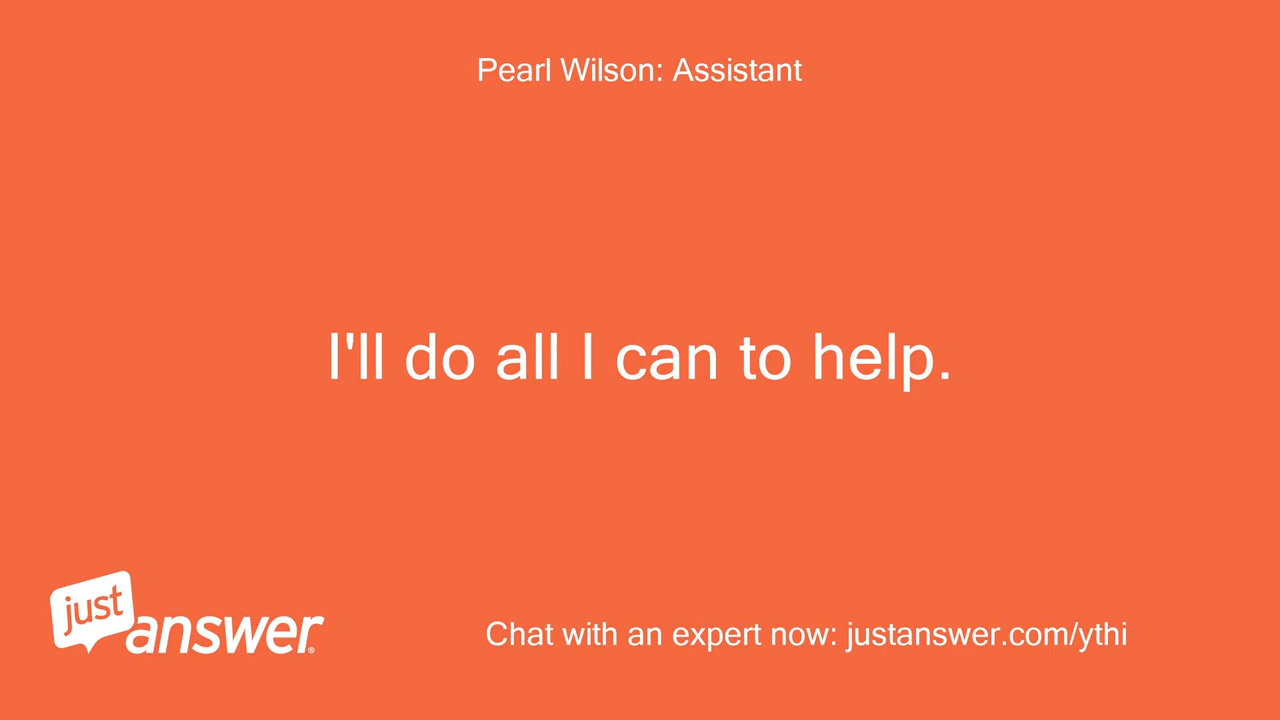 Pearl Wilson: Assistant
I'll do all I can to help.
just
answer®
Chat with an expert now: justanswer.com/ythi